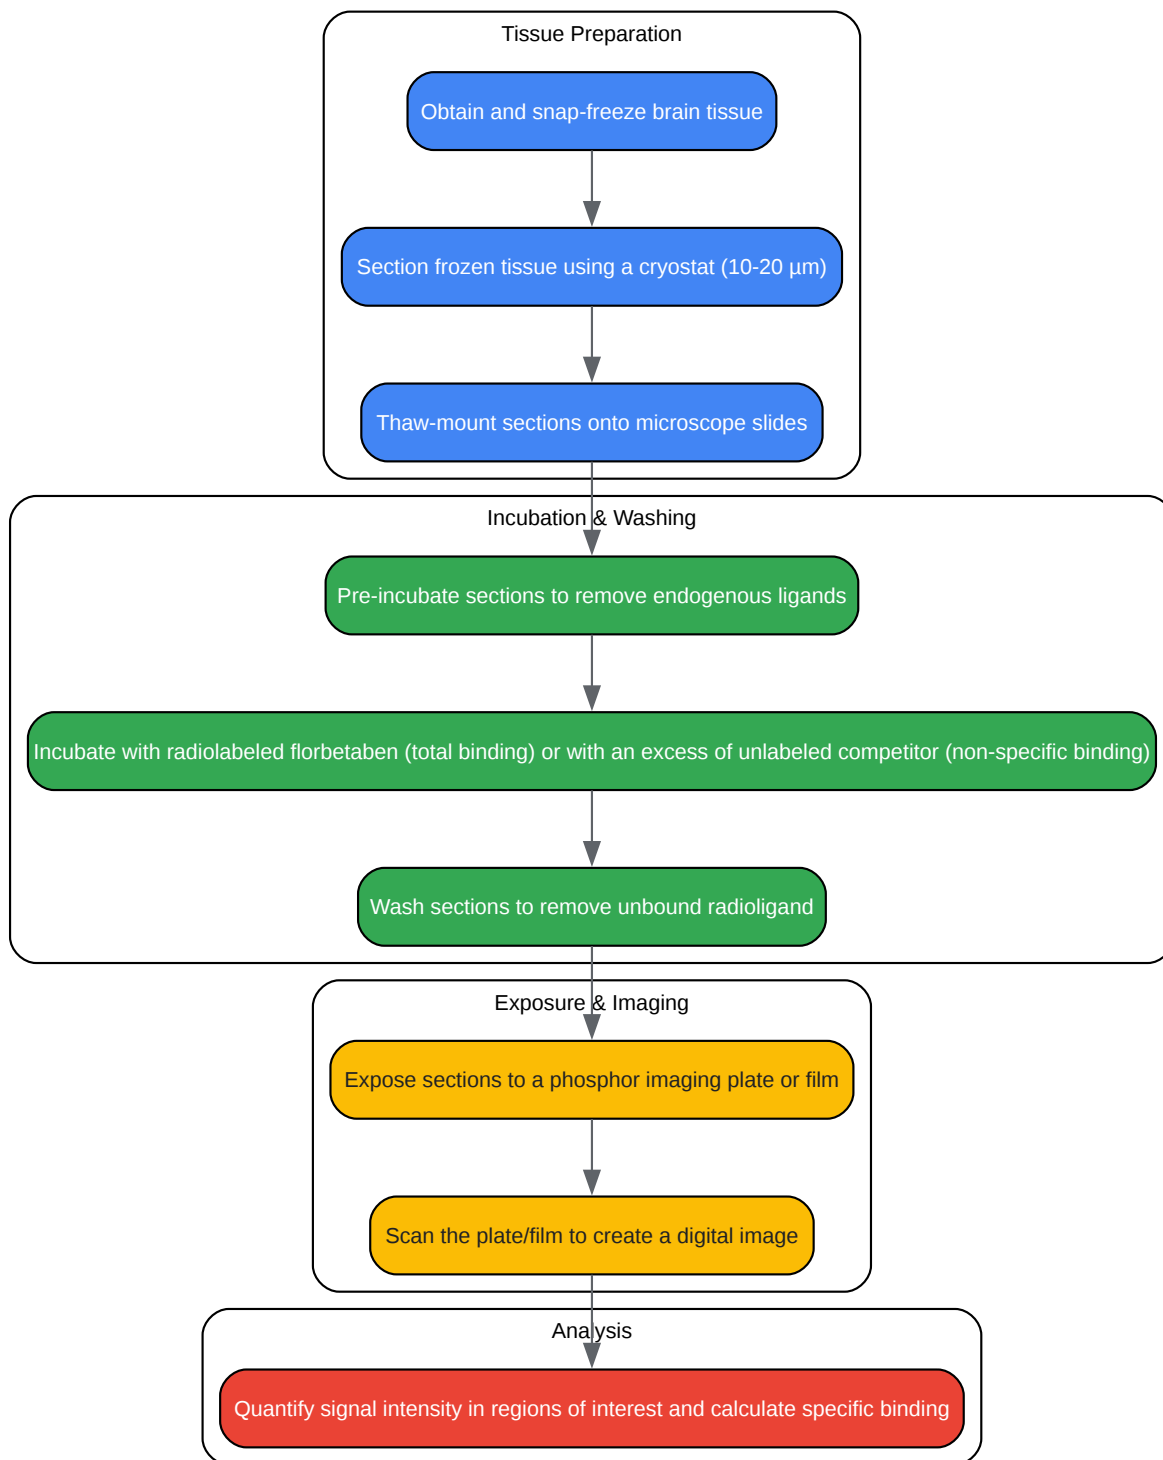 Tissue Preparation
Obtain and snap-freeze brain tissue
Section frozen tissue using a cryostat (10-20 µm)
Thaw-mount sections onto microscope slides
Incubation & Washing
Pre-incubate sections to remove endogenous ligands
Incubate with radiolabeled florbetaben (total binding) or with an excess of unlabeled competitor (non-specific binding)
Wash sections to remove unbound radioligand
Exposure & Imaging
Expose sections to a phosphor imaging plate or film
Scan the plate/film to create a digital image
Analysis
Quantify signal intensity in regions of interest and calculate specific binding